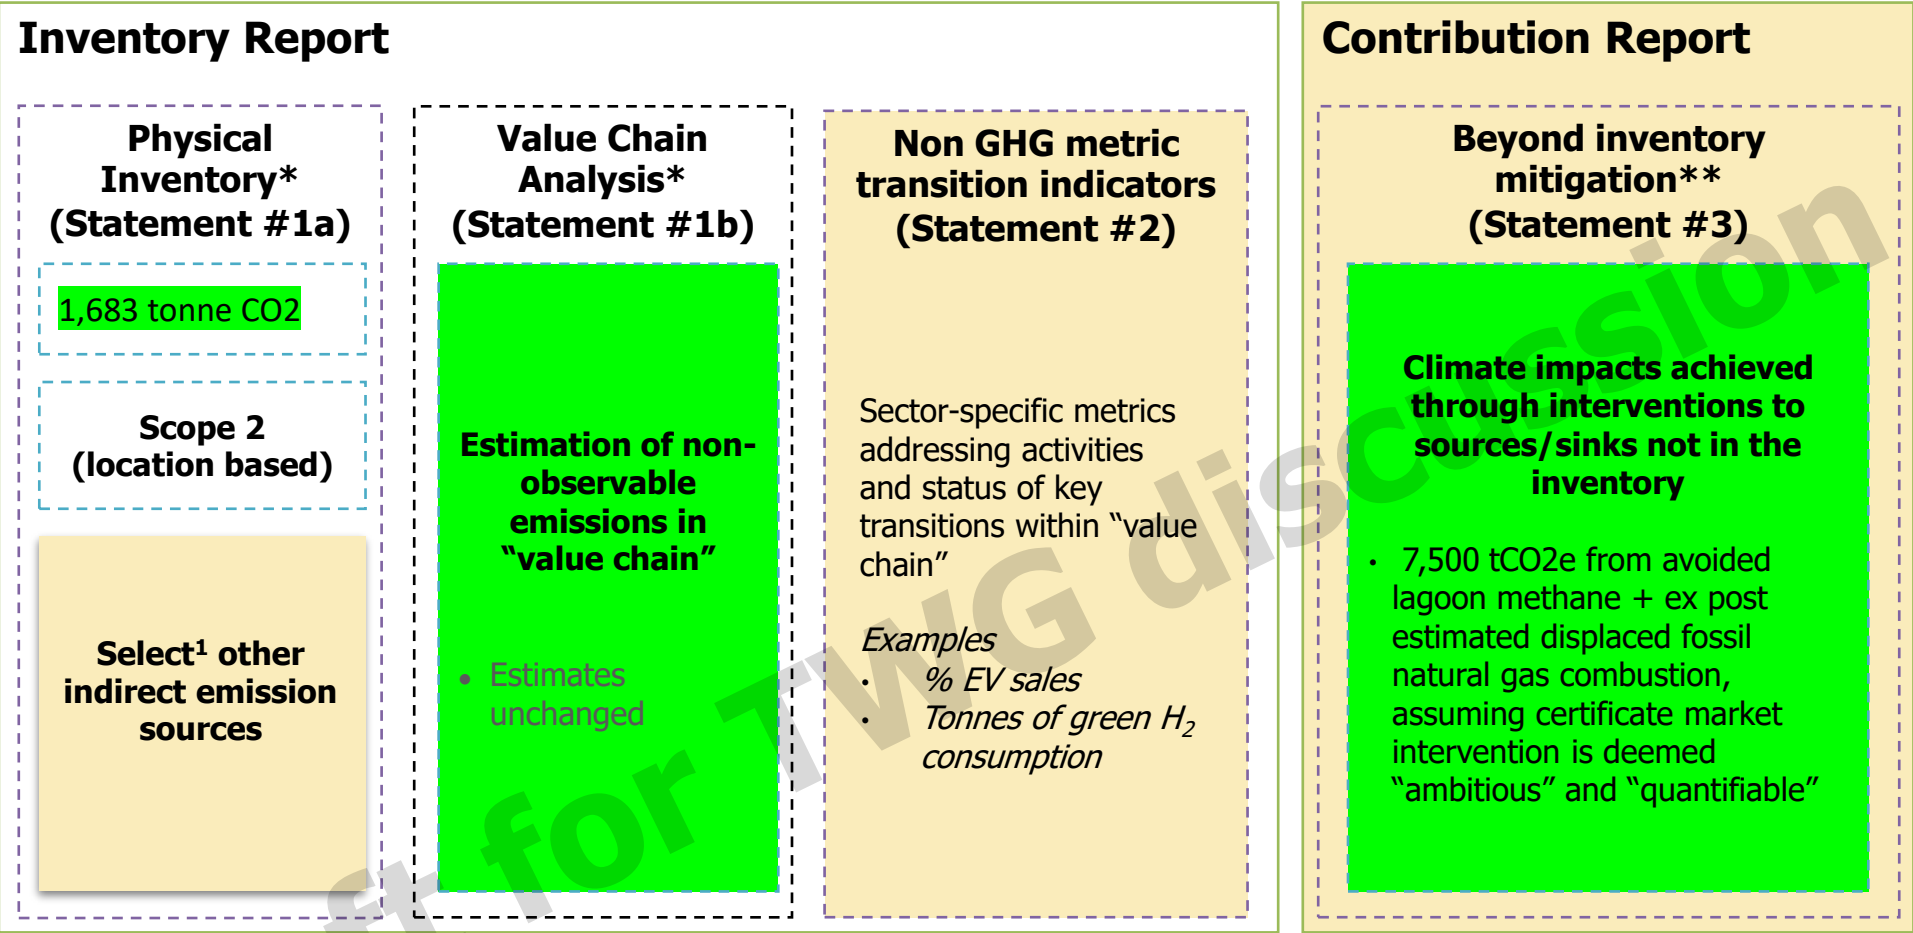 Inventory Report
Physical
Inventory*
(Statement #1a)
1,683 tonne CO2
Scope 2
(location based)
Select¹ other
indirect emission
sources
Value Chain
Analysis*
(Statement #1b)
Estimation of non-
observable
emissions in
“value chain”
• Estimates
unchanged
Non GHG metric
transition indicators
(Statement #2)
Sector-specific metrics
addressing activities
and status of key
transitions within “value
chain”
Examples
• % EV sales
• Tonnes of green H₂
consumption
Contribution Report
Beyond inventory
mitigation**
(Statement #3)
Climate impacts achieved
through interventions to
sources/sinks not in the
inventory
• 7,500 tCO2e from avoided
lagoon methane + ex post
estimated displaced fossil
natural gas combustion,
assuming certificate market
intervention is deemed
“ambitious” and “quantifiable”
ft for TWG discussion